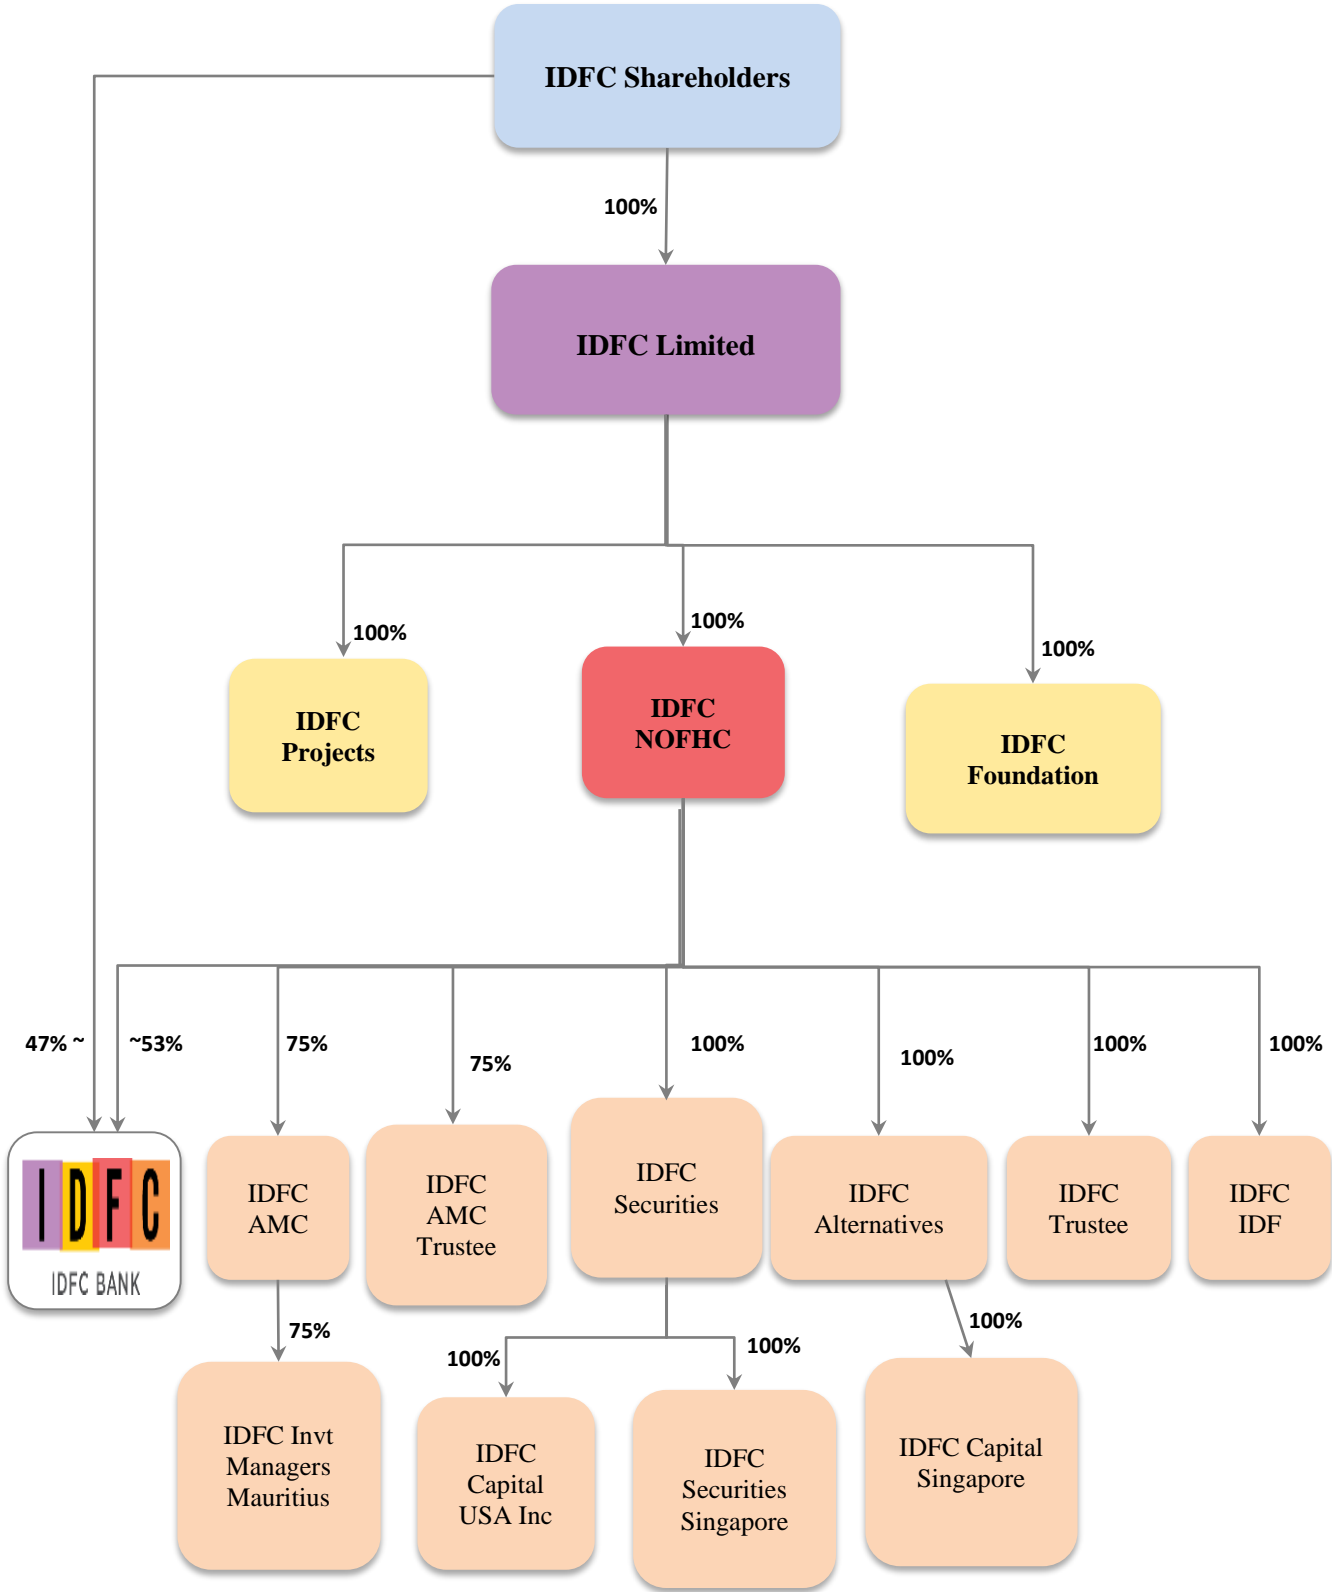 IDFC Shareholders
100%
IDFC Limited
100%
100%
100%
IDFC
Projects
IDFC
NOFHC
IDFC
Foundation
47% ~
~53%
75%
75%
100%
100%
100%
100%
IDFC
IDFC BANK
IDFC
AMC
IDFC
AMC
Trustee
IDFC
Securities
IDFC
Alternatives
IDFC
Trustee
IDFC
IDF
75%
100%
100%
100%
IDFC Invt
Managers
Mauritius
IDFC
Capital
USA Inc
IDFC
Securities
Singapore
IDFC Capital
Singapore